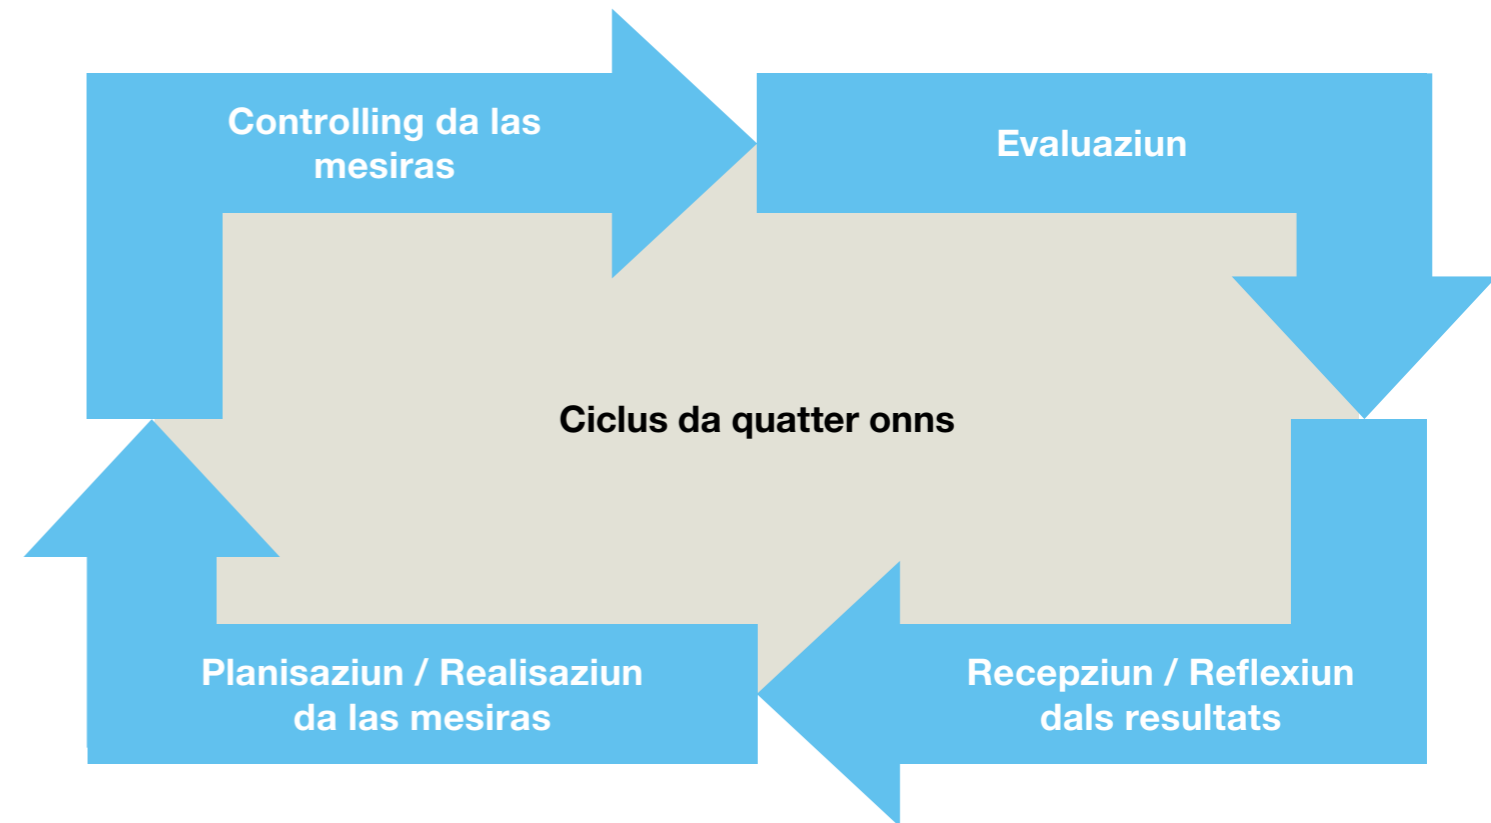 Controlling da las
mesiras
Evaluaziun
Ciclus da quatter onns
Planisaziun / Realisaziun
da las mesiras
Recepziun / Reflexiun
dals resultats